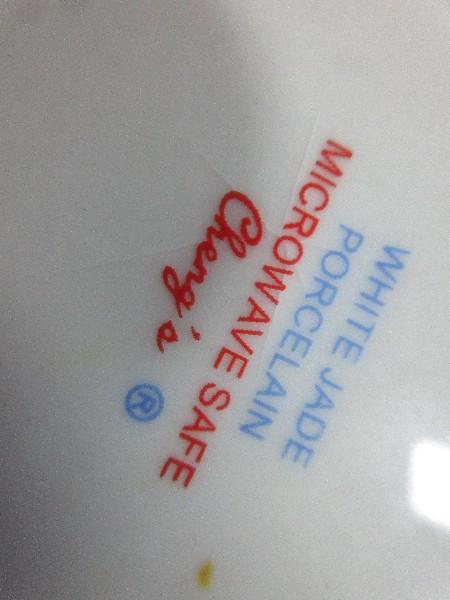 WHITE JADE
PORCELAIN
MICROWAVE SAFE
Cheng's ®